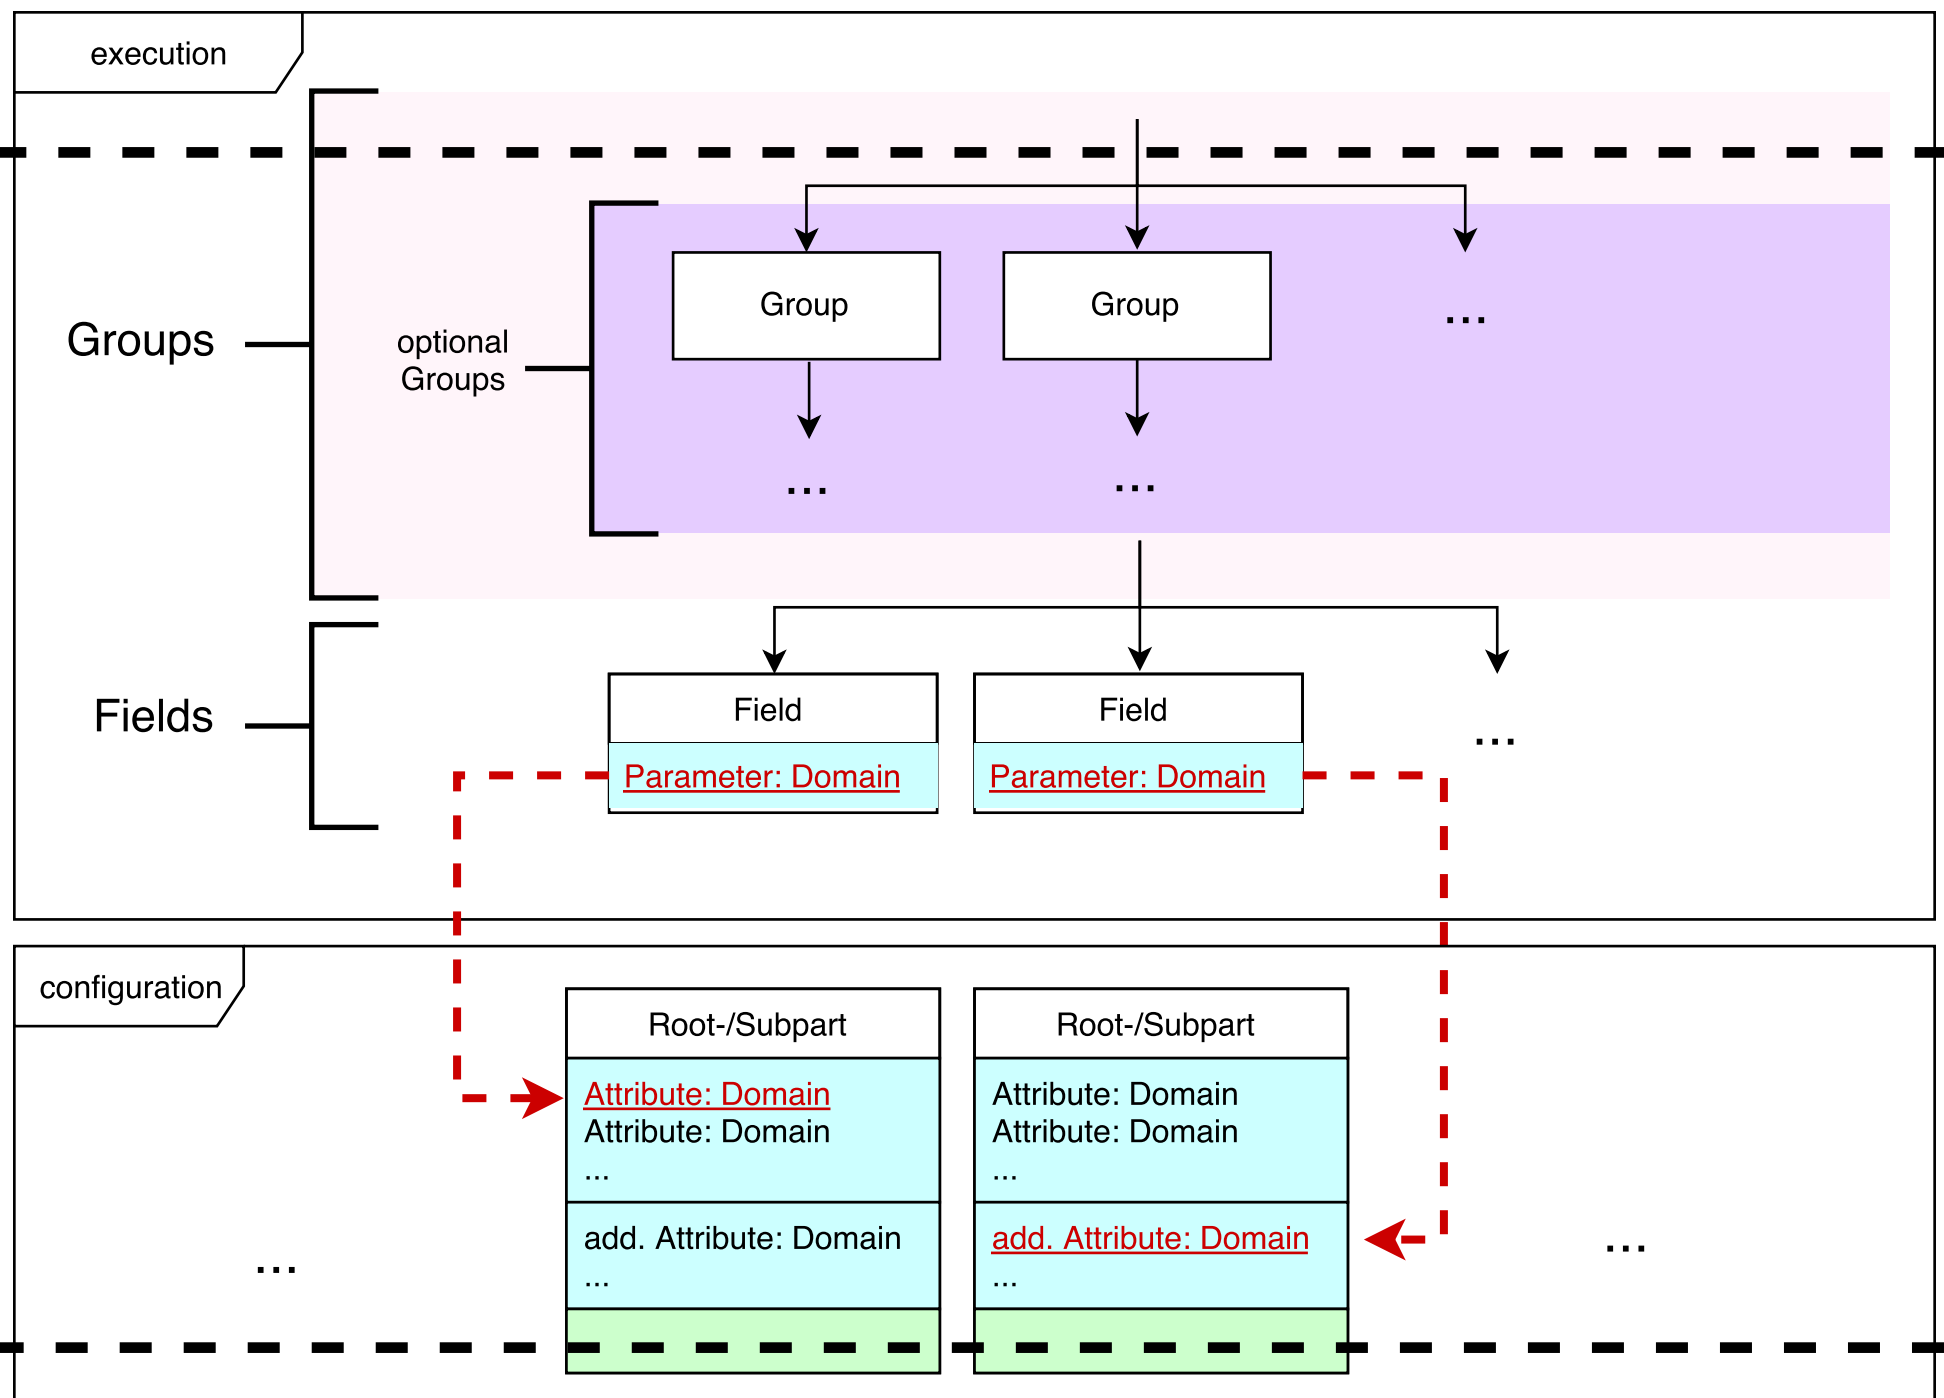 execution
Groups
optional
Groups
Group
Group
...
...
...
Fields
Field
Field
Parameter: Domain
Parameter: Domain
...
configuration
Root-/Subpart
Attribute: Domain
Attribute: Domain
...
add. Attribute: Domain
...
Root-/Subpart
Attribute: Domain
Attribute: Domain
...
add. Attribute: Domain
...
...
...